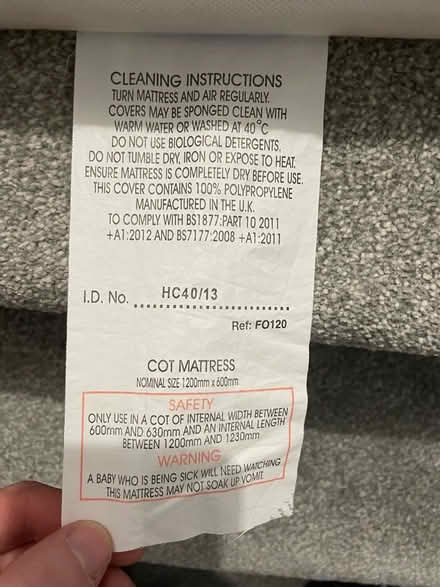 CLEANING INSTRUCTIONS
TURN MATTRESS AND AIR REGULARLY.
COVERS MAY BE SPONGED CLEAN WITH
WARM WATER OR WASHED AT 40°C
DO NOT USE BIOLOGICAL DETERGENTS,
DO NOT TUMBLE DRY, IRON OR EXPOSE TO HEAT.
ENSURE MATTRESS IS COMPLETELY DRY BEFORE USE.
THIS COVER CONTAINS 100% POLYPROPYLENE
MANUFACTURED IN THE U.K.
TO COMPLY WITH BS1877:PART 10 2011
+A1:2012 AND BS7177:2008 +A1:2011
I.D. No. HC40/13
Ref: FO120
COT MATTRESS
NOMINAL SIZE 1200mm x 600mm
SAFETY
ONLY USE IN A COT OF INTERNAL WIDTH BETWEEN
600mm AND 630mm AND AN INTERNAL LENGTH
BETWEEN 1200mm AND 1230mm
WARNING
A BABY WHO IS BEING SICK WILL NEED WATCHING
THIS MATTRESS MAY NOT SOAK UP VOMIT